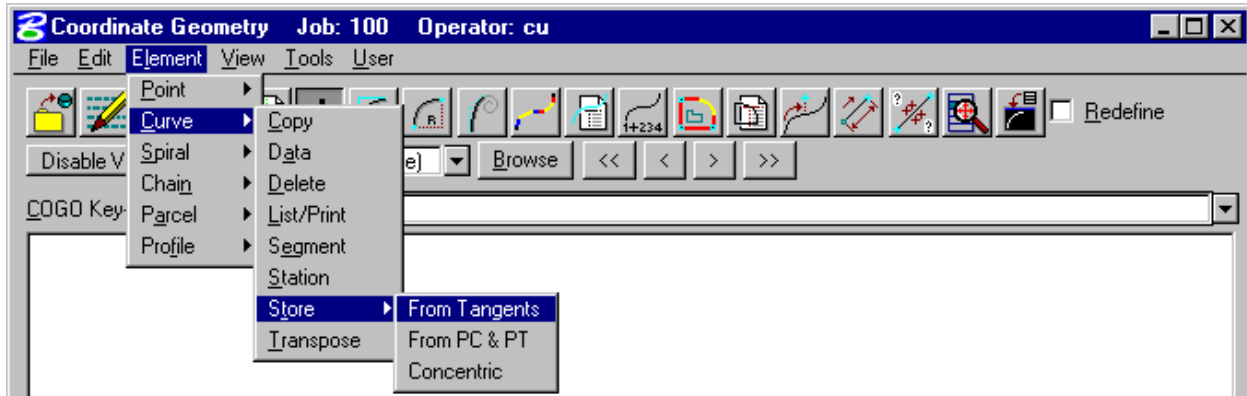 Coordinate Geometry Job: 100 Operator: cu
File Edit Element View Tools User
Point
Curve
Spiral
Chain
Parcel
Profile
Copy
Data
Delete
List/Print
Segment
Station
Store
Transpose
From Tangents
From PC & PT
Concentric
R
1+234
? ?
Redefine
Disable V
e)
Browse << < > >>
COGO Key-